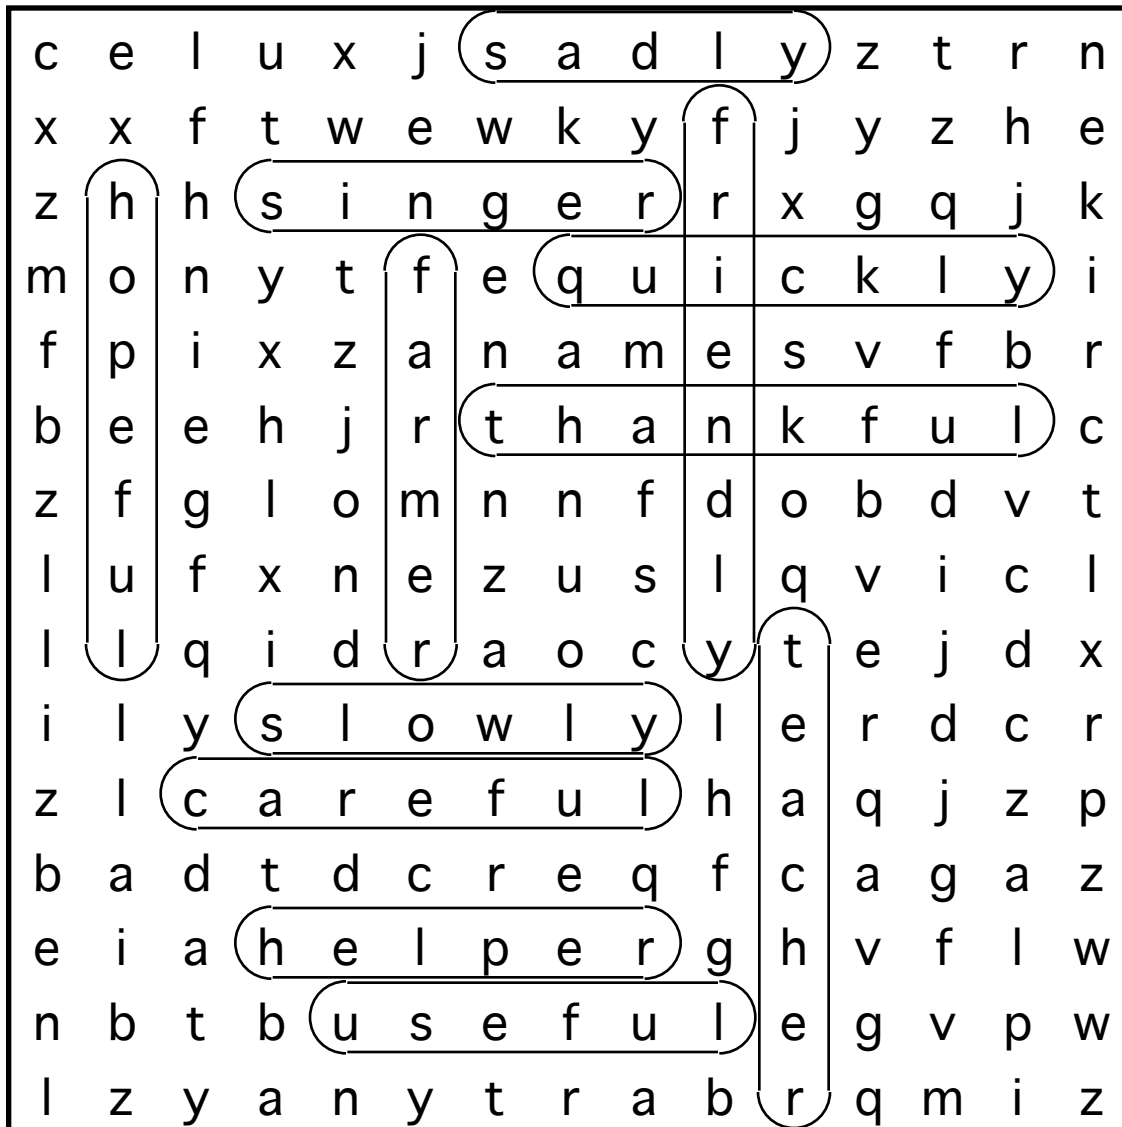 c e l u x j s a d l y z t r n
x x f t w e w k y f j y z h e
z h h s i n g e r r x g q j k
m o n y t f e q u i c k l y i
f p i x z a n a m e s v f b r
b e e h j r t h a n k f u l c
z f g l o m n n f d o b d v t
l u f x n e z u s l q v i c l
l l q i d r a o c y t e j d x
i l y s l o w l y l e r d c r
z l c a r e f u l h a q j z p
b a d t d c r e q f c a g a z
e i a h e l p e r g h v f l w
n b t b u s e f u l e g v p w
l z y a n y t r a b r q m i z